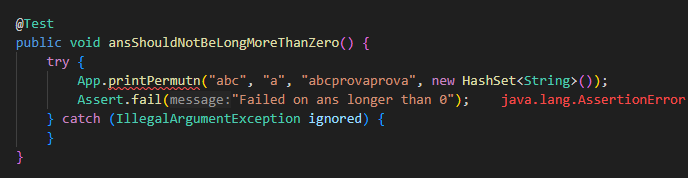 @Test
public void ansShouldNotBeLongMoreThanZero() {
try {
App.printPermutn("abc", "a", "abcprovaprova", new HashSet<String>());
Assert.fail(message:"Failed on ans longer than 0"); java.lang.AssertionError
} catch (IllegalArgumentException ignored) {
}
}